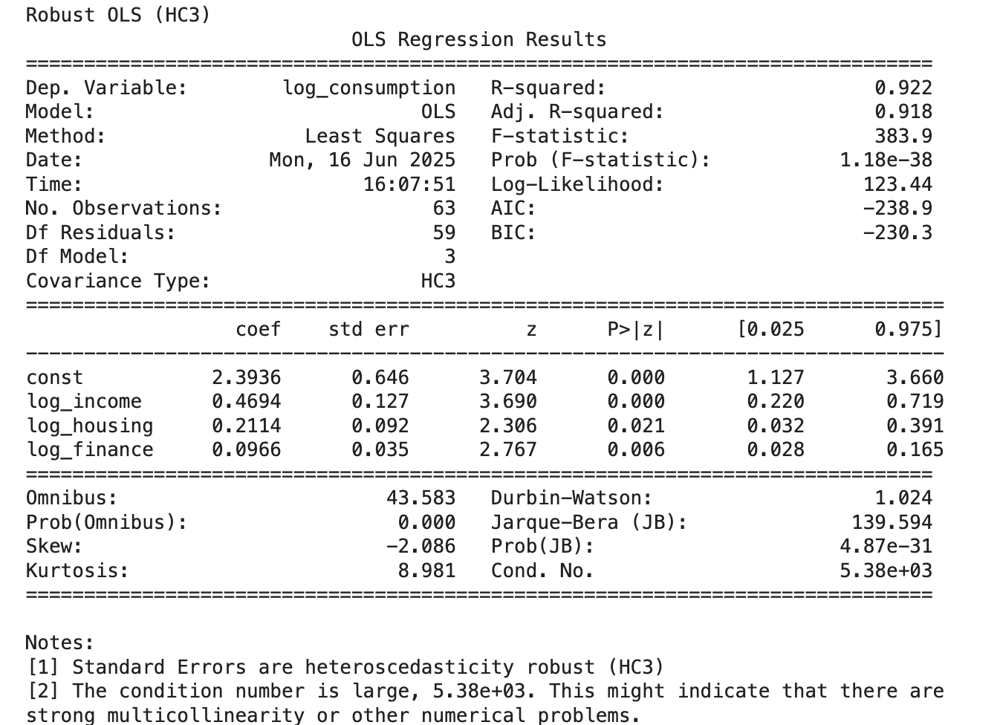 Robust OLS (HC3)
                            OLS Regression Results
==============================================================================
Dep. Variable:        log_consumption   R-squared:                       0.922
Model:                            OLS   Adj. R-squared:                  0.918
Method:                 Least Squares   F-statistic:                     383.9
Date:                Mon, 16 Jun 2025   Prob (F-statistic):           1.18e-38
Time:                        16:07:51   Log-Likelihood:                 123.44
No. Observations:                  63   AIC:                            -238.9
Df Residuals:                      59   BIC:                            -230.3
Df Model:                           3
Covariance Type:                  HC3
===============================================================================
                  coef    std err          z      P>|z|      [0.025      0.975]
-------------------------------------------------------------------------------
const           2.3936      0.646      3.704      0.000       1.127       3.660
log_income      0.4694      0.127      3.690      0.000       0.220       0.719
log_housing     0.2114      0.092      2.306      0.021       0.032       0.391
log_finance     0.0966      0.035      2.767      0.006       0.028       0.165
==============================================================================
Omnibus:                       43.583   Durbin-Watson:                   1.024
Prob(Omnibus):                  0.000   Jarque-Bera (JB):              139.594
Skew:                          -2.086   Prob(JB):                     4.87e-31
Kurtosis:                       8.981   Cond. No.                     5.38e+03
==============================================================================

Notes:
[1] Standard Errors are heteroscedasticity robust (HC3)
[2] The condition number is large, 5.38e+03. This might indicate that there are
strong multicollinearity or other numerical problems.